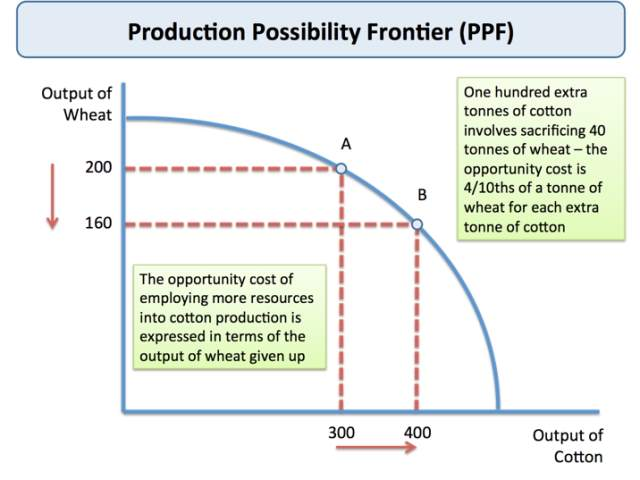 Production Possibility Frontier (PPF)
Output of
Wheat
One hundred extra
tonnes of cotton
involves sacrificing 40
tonnes of wheat – the
opportunity cost is
4/10ths of a tonne of
wheat for each extra
tonne of cotton
A
200
B
160
The opportunity cost of
employing more resources
into cotton production is
expressed in terms of the
output of wheat given up
300
400
Output of
Cotton